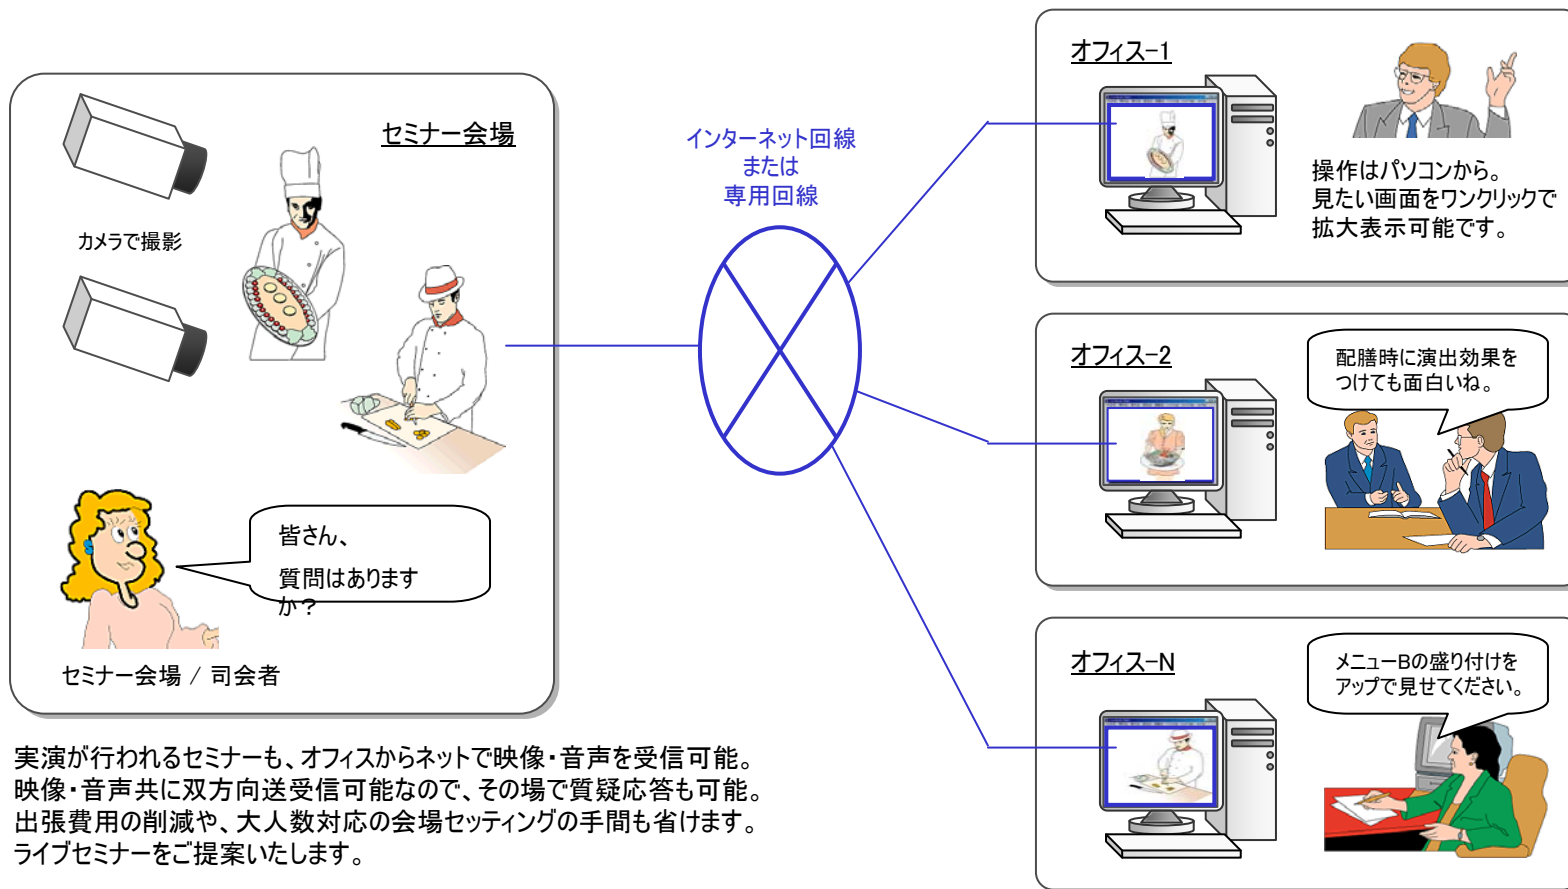 セミナー会場
カメラで撮影
皆さん、
質問はあります
か？
セミナー会場 / 司会者
インターネット回線
または
専用回線
オフィス-1
操作はパソコンから。
見たい画面をワンクリックで
拡大表示可能です。
オフィス-2
配膳時に演出効果を
つけても面白いね。
オフィス-N
メニューBの盛り付けを
アップで見せてください。
実演が行われるセミナーも、オフィスからネットで映像・音声を受信可能。
映像・音声共に双方向送受信可能なので、その場で質疑応答も可能。
出張費用の削減や、大人数対応の会場セッティングの手間も省けます。
ライブセミナーをご提案いたします。